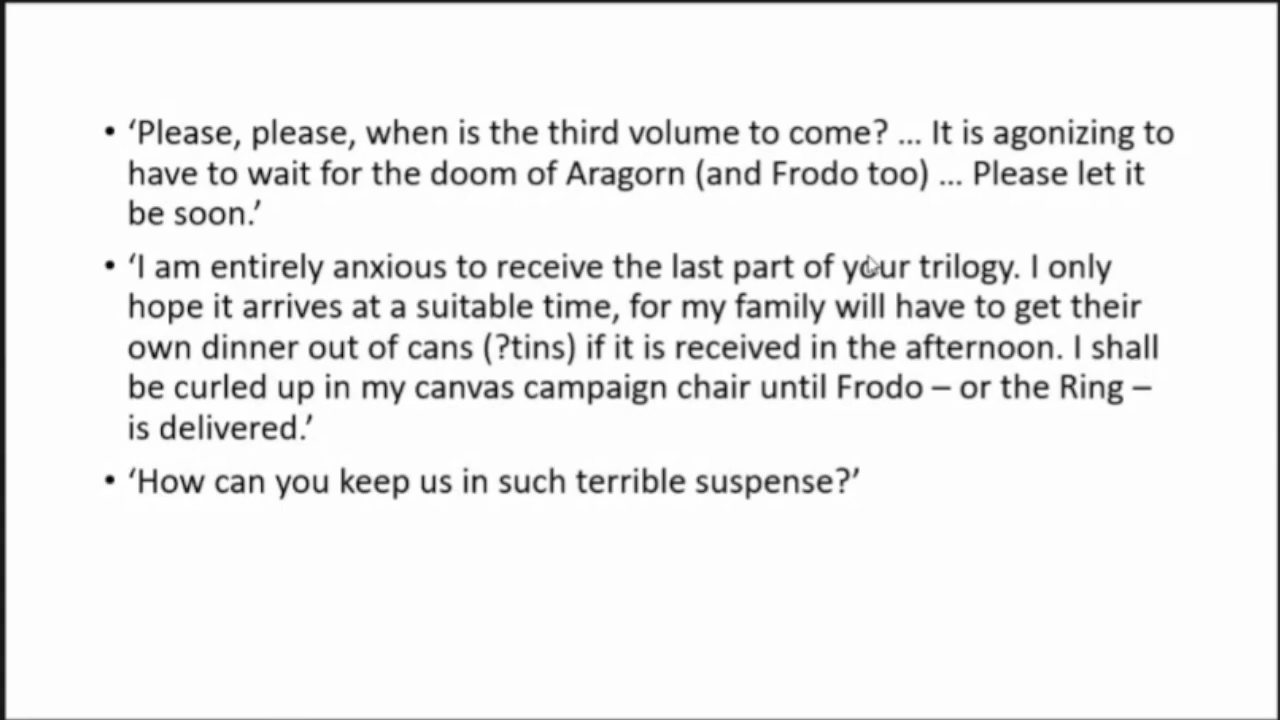 • ‘Please, please, when is the third volume to come? ... It is agonizing to
have to wait for the doom of Aragorn (and Frodo too) ... Please let it
be soon.’
• ‘I am entirely anxious to receive the last part of your trilogy. I only
hope it arrives at a suitable time, for my family will have to get their
own dinner out of cans (?tins) if it is received in the afternoon. I shall
be curled up in my canvas campaign chair until Frodo – or the Ring –
is delivered.’
• ‘How can you keep us in such terrible suspense?’